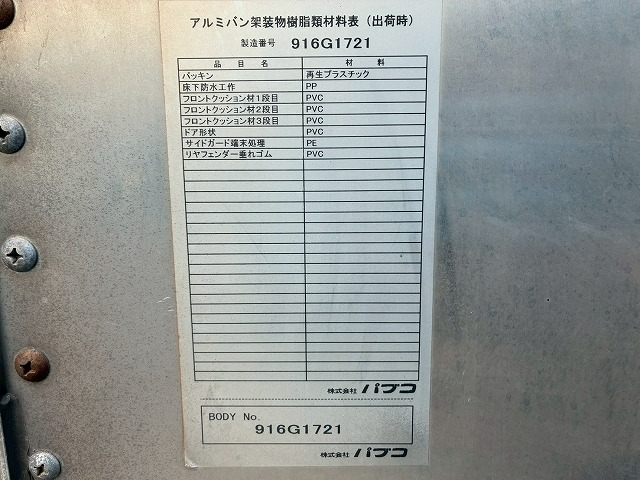 アルミバン架装物樹脂類材料表（出荷時）
製造番号 916G1721
品目名 材料
パッキン 再生プラスチック
床下防水工作 PP
フロントクッション材1段目 PVC
フロントクッション材2段目 PVC
フロントクッション材3段目 PVC
ドア形状 PVC
サイドガード端末処理 PE
リヤフェンダー垂れゴム PVC
株式会社 パブコ
BODY No.
916G1721
株式会社 パブコ